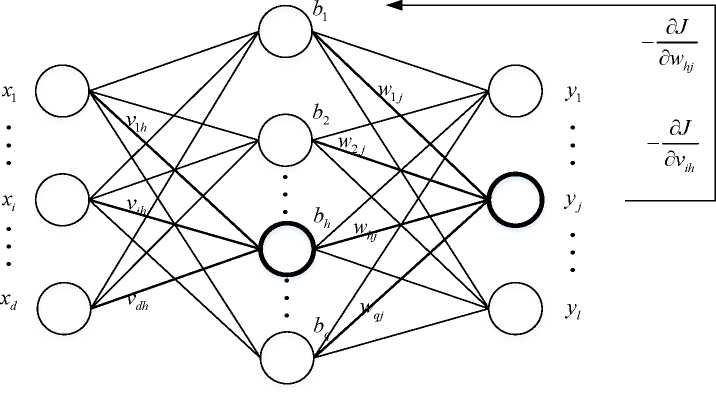 b1
−∂J/∂whj
x1
v1h
w1j
y1
b2
w2j
−∂J/∂vih
xi
vih
yj
bh
whj
xd
vdh
bq
wqj
yl